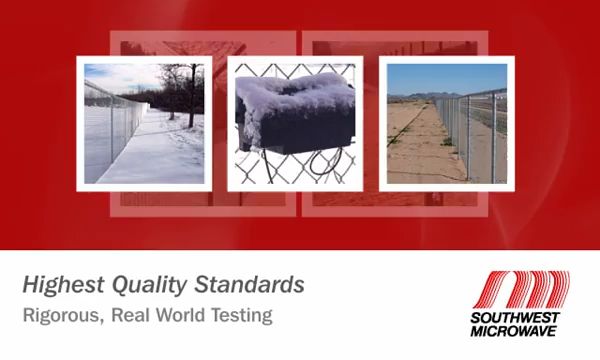 Highest Quality Standards
Rigorous, Real World Testing
SOUTHWEST
MICROWAVE